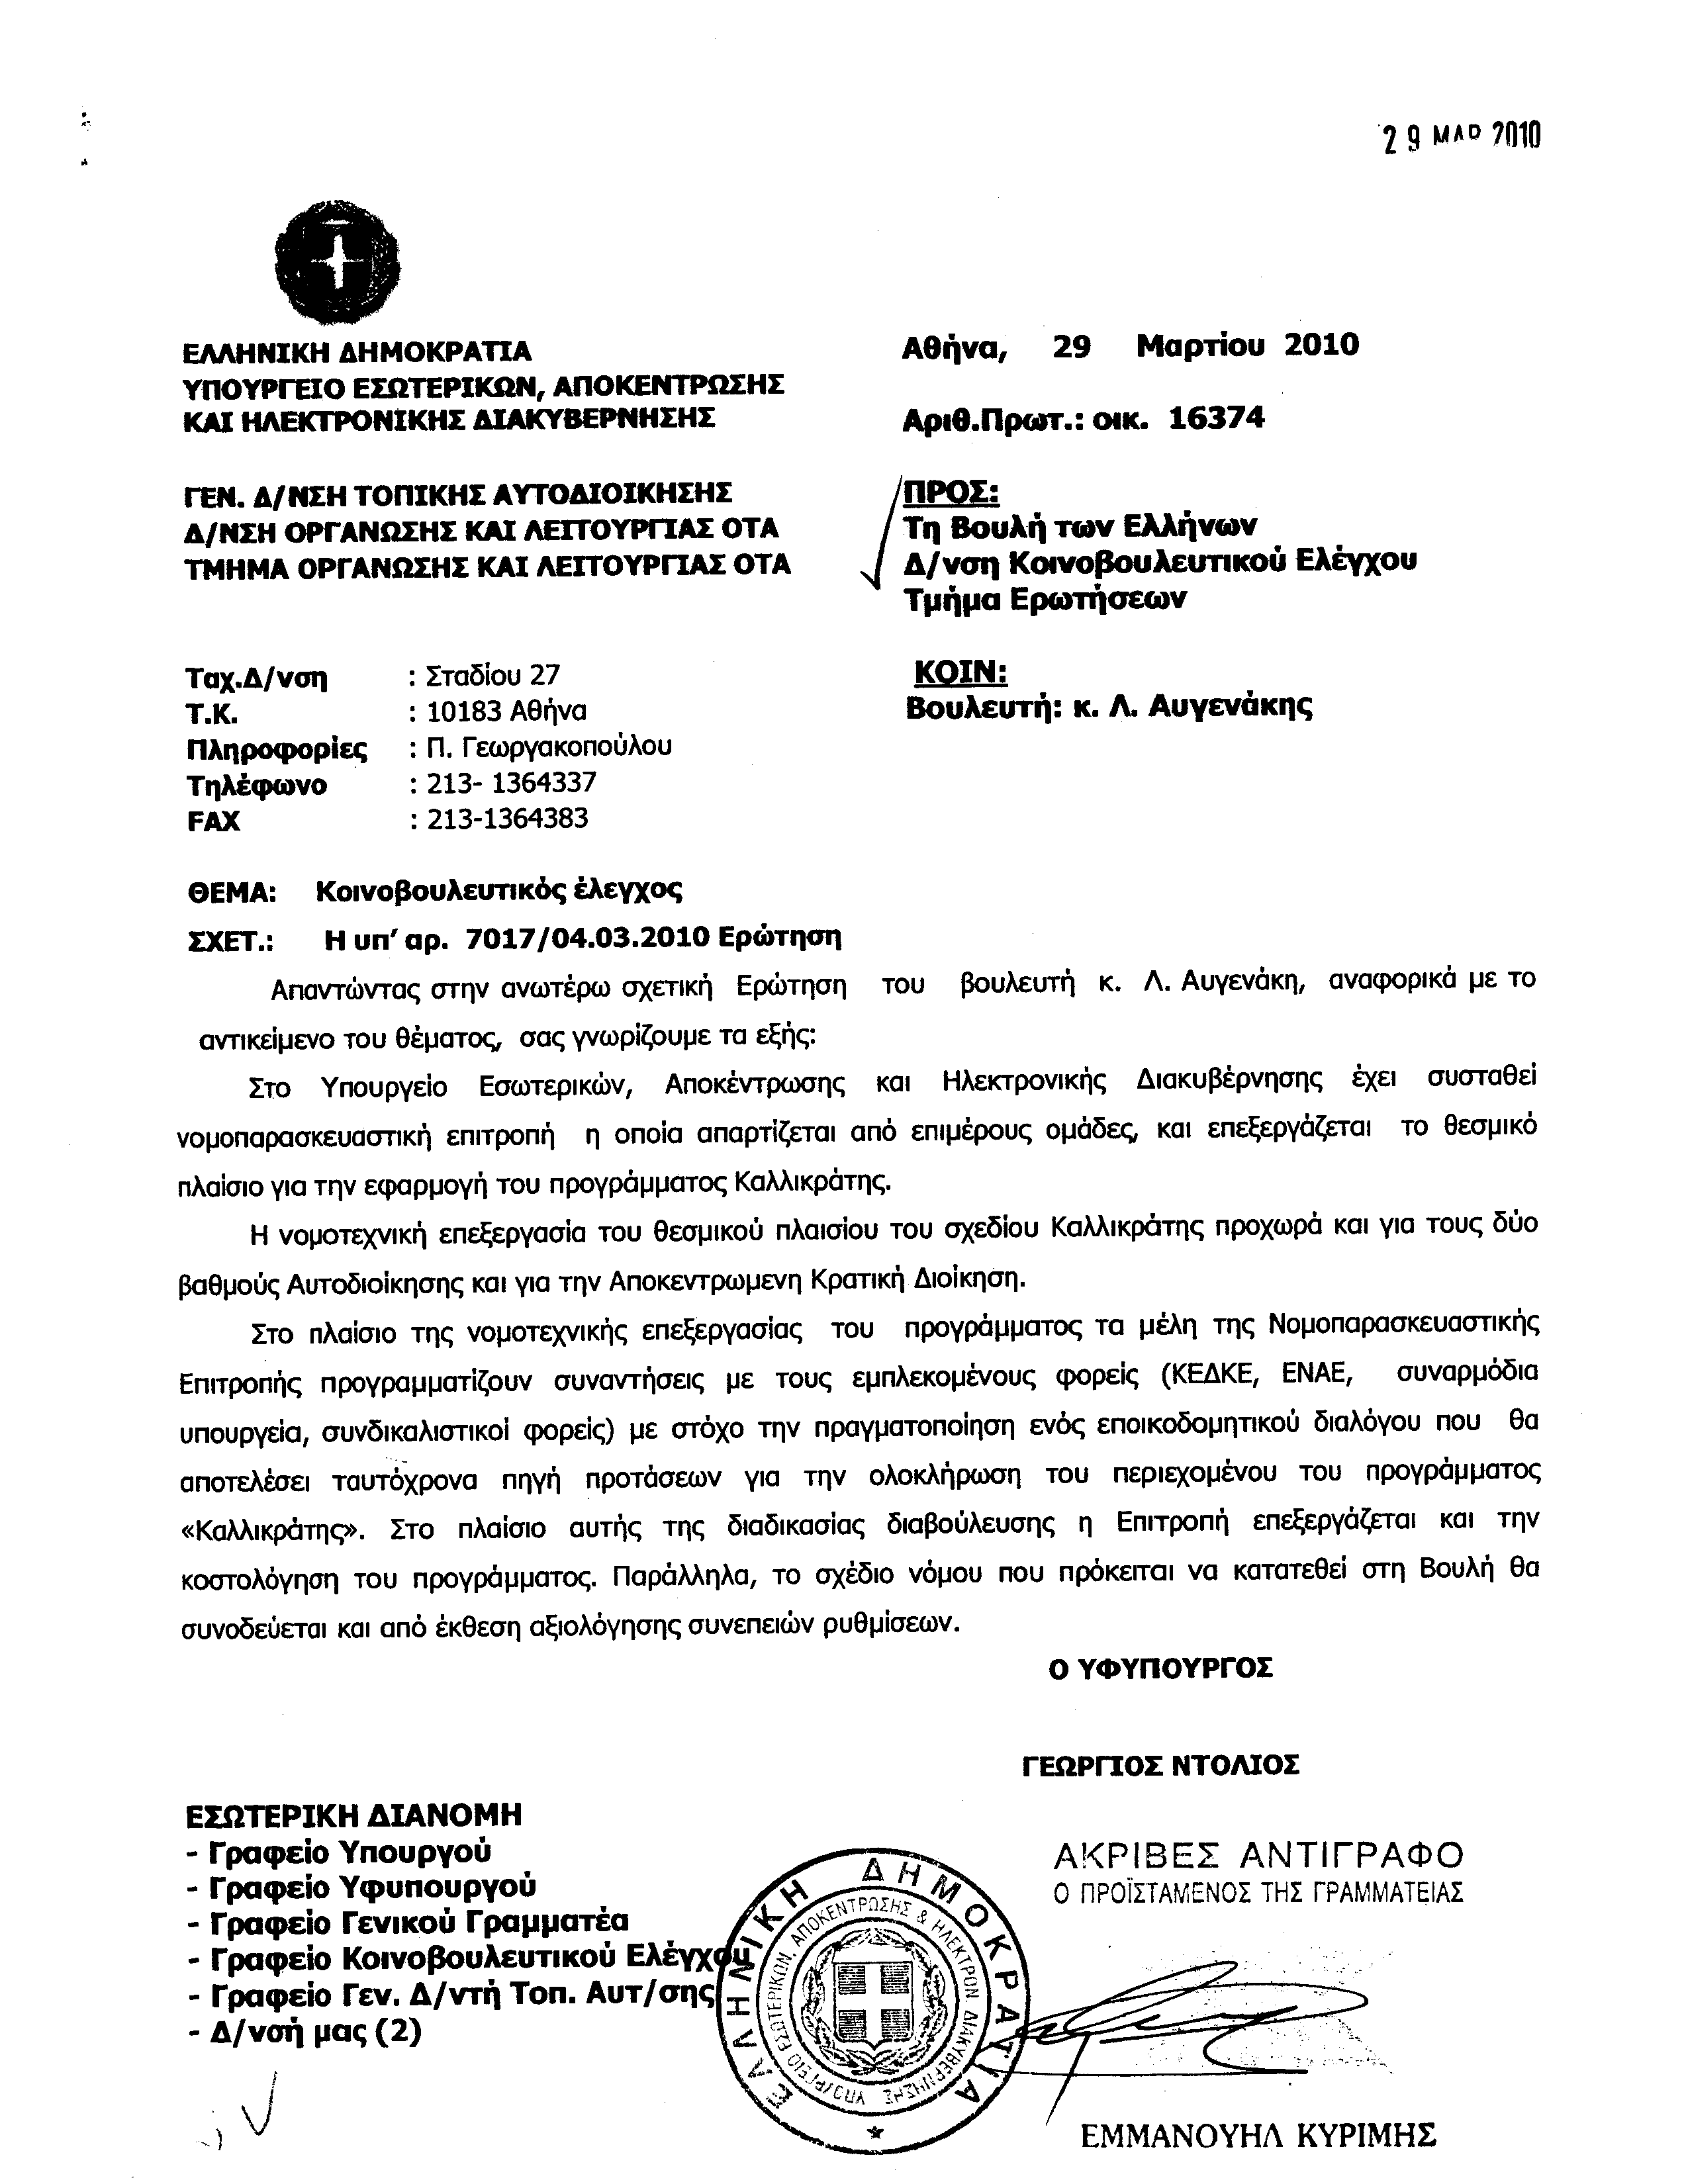 29 ΜΑΡ 2010
ΕΛΛΗΝΙΚΗ ΔΗΜΟΚΡΑΤΙΑ
ΥΠΟΥΡΓΕΙΟ ΕΣΩΤΕΡΙΚΩΝ, ΑΠΟΚΕΝΤΡΩΣΗΣ
ΚΑΙ ΗΛΕΚΤΡΟΝΙΚΗΣ ΔΙΑΚΥΒΕΡΝΗΣΗΣ
Αθήνα, 29 Μαρτίου 2010
Αριθ.Πρωτ.: οικ. 16374
ΓΕΝ. Δ/ΝΣΗ ΤΟΠΙΚΗΣ ΑΥΤΟΔΙΟΙΚΗΣΗΣ
Δ/ΝΣΗ ΟΡΓΑΝΩΣΗΣ ΚΑΙ ΛΕΙΤΟΥΡΓΙΑΣ ΟΤΑ
ΤΜΗΜΑ ΟΡΓΑΝΩΣΗΣ ΚΑΙ ΛΕΙΤΟΥΡΓΙΑΣ ΟΤΑ
ΠΡΟΣ:
Τη Βουλή των Ελλήνων
Δ/νση Κοινοβουλευτικού Ελέγχου
Τμήμα Ερωτήσεων
Ταχ.Δ/νση : Σταδίου 27
Τ.Κ. : 10183 Αθήνα
Πληροφορίες : Π. Γεωργακοπούλου
Τηλέφωνο : 213- 1364337
FAX : 213-1364383
ΚΟΙΝ:
Βουλευτή: κ. Λ. Αυγενάκης
ΘΕΜΑ: Κοινοβουλευτικός έλεγχος
ΣΧΕΤ.: Η υπ' αρ. 7017/04.03.2010 Ερώτηση
Απαντώντας στην ανωτέρω σχετική Ερώτηση του βουλευτή κ. Λ. Αυγενάκη, αναφορικά με το
αντικείμενο του θέματος, σας γνωρίζουμε τα εξής:
Στο Υπουργείο Εσωτερικών, Αποκέντρωσης και Ηλεκτρονικής Διακυβέρνησης έχει συσταθεί
νομοπαρασκευαστική επιτροπή η οποία απαρτίζεται από επιμέρους ομάδες, και επεξεργάζεται το θεσμικό
πλαίσιο για την εφαρμογή του προγράμματος Καλλικράτης.
Η νομοτεχνική επεξεργασία του θεσμικού πλαισίου του σχεδίου Καλλικράτης προχωρά και για τους δύο
βαθμούς Αυτοδιοίκησης και για την Αποκεντρωμενη Κρατική Διοίκηση.
Στο πλαίσιο της νομοτεχνικής επεξεργασίας του προγράμματος τα μέλη της Νομοπαρασκευαστικής
Επιτροπής προγραμματίζουν συναντήσεις με τους εμπλεκομένους φορείς (ΚΕΔΚΕ, ΕΝΑΕ, συναρμόδια
υπουργεία, συνδικαλιστικοί φορείς) με στόχο την πραγματοποίηση ενός εποικοδομητικού διαλόγου που θα
αποτελέσει ταυτόχρονα πηγή προτάσεων για την ολοκλήρωση του περιεχομένου του προγράμματος
«Καλλικράτης». Στο πλαίσιο αυτής της διαδικασίας διαβούλευσης η Επιτροπή επεξεργάζεται και την
κοστολόγηση του προγράμματος. Παράλληλα, το σχέδιο νόμου που πρόκειται να κατατεθεί στη Βουλή θα
συνοδεύεται και από έκθεση αξιολόγησης συνεπειών ρυθμίσεων.
Ο ΥΦΥΠΟΥΡΓΟΣ
ΓΕΩΡΓΙΟΣ ΝΤΟΛΙΟΣ
ΕΣΩΤΕΡΙΚΗ ΔΙΑΝΟΜΗ
- Γραφείο Υπουργού
- Γραφείο Υφυπουργού
- Γραφείο Γενικού Γραμματέα
- Γραφείο Κοινοβουλευτικού Ελέγχου
- Γραφείο Γεν. Δ/ντή Τοπ. Αυτ/σης
- Δ/νσή μας (2)
ΕΛΛΗΝΙΚΗ ΔΗΜΟΚΡΑΤΙΑ
ΥΠΟΥΡΓΕΙΟ ΕΣΩΤΕΡΙΚΩΝ, ΑΠΟΚΕΝΤΡΩΣΗΣ & ΗΛΕΚΤΡΟΝ. ΔΙΑΚΥΒΕΡΝΗΣΗΣ
ΑΚΡΙΒΕΣ ΑΝΤΙΓΡΑΦΟ
Ο ΠΡΟΪΣΤΑΜΕΝΟΣ ΤΗΣ ΓΡΑΜΜΑΤΕΙΑΣ
ΕΜΜΑΝΟΥΗΛ ΚΥΡΙΜΗΣ